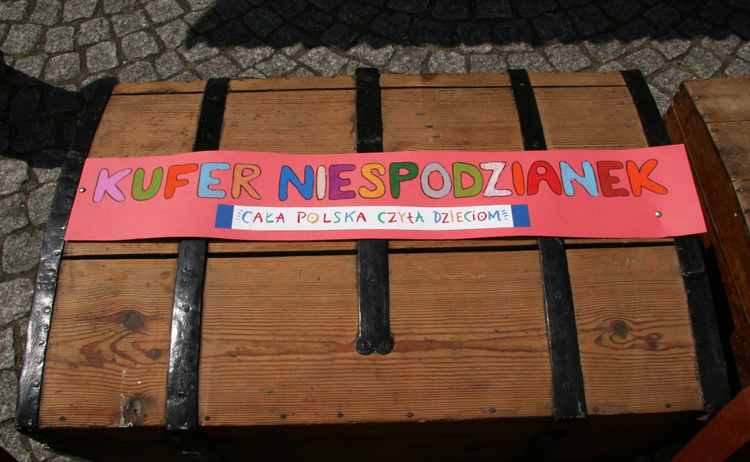 KUFER NIESPODZIANEK
CAŁA POLSKA CZYTA DZIECIOM